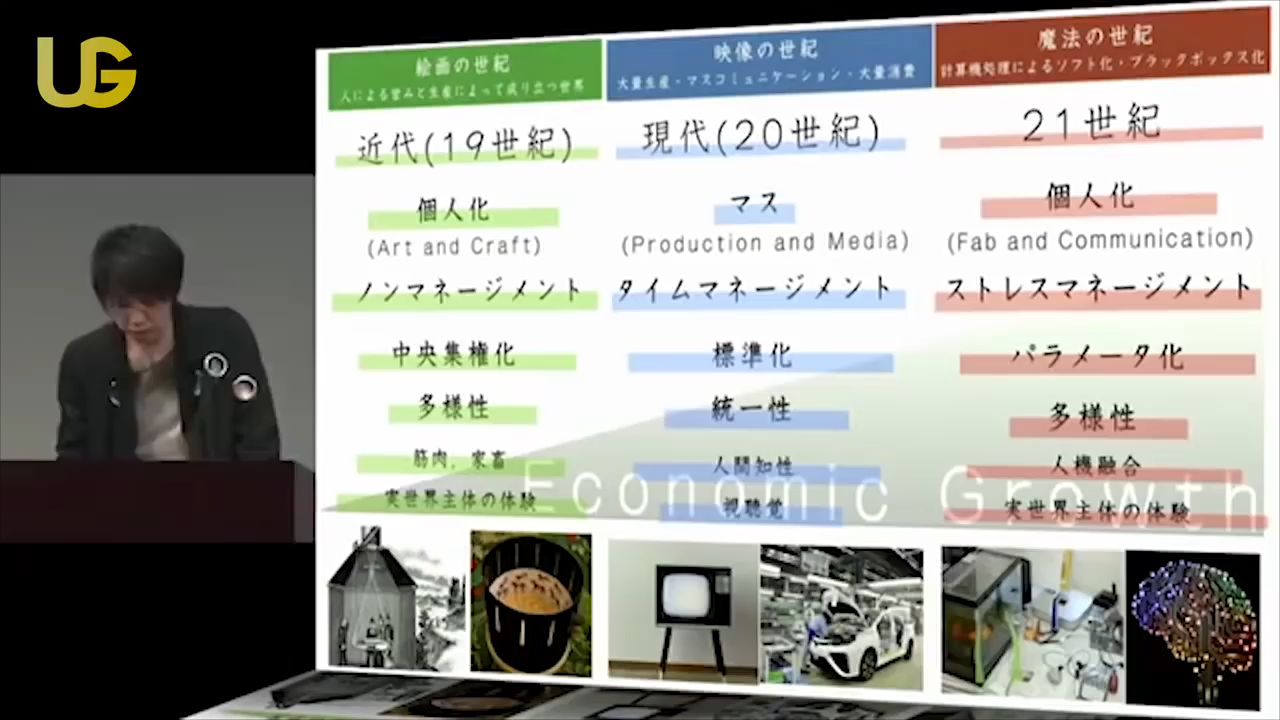 UG
絵画の世紀
人による営みと生産によって成り立つ世界
近代(19世紀)
個人化
(Art and Craft)
ノンマネージメント
中央集権化
多様性
筋肉，家畜
実世界主体の体験
映像の世紀
大量生産・マスコミュニケーション・大量消費
現代(20世紀)
マス
(Production and Media)
タイムマネージメント
標準化
統一性
人間知性
視聴覚
魔法の世紀
計算機処理によるソフト化・ブラックボックス化
21世紀
個人化
(Fab and Communication)
ストレスマネージメント
パラメータ化
多様性
人機融合
実世界主体の体験
Economic Growth